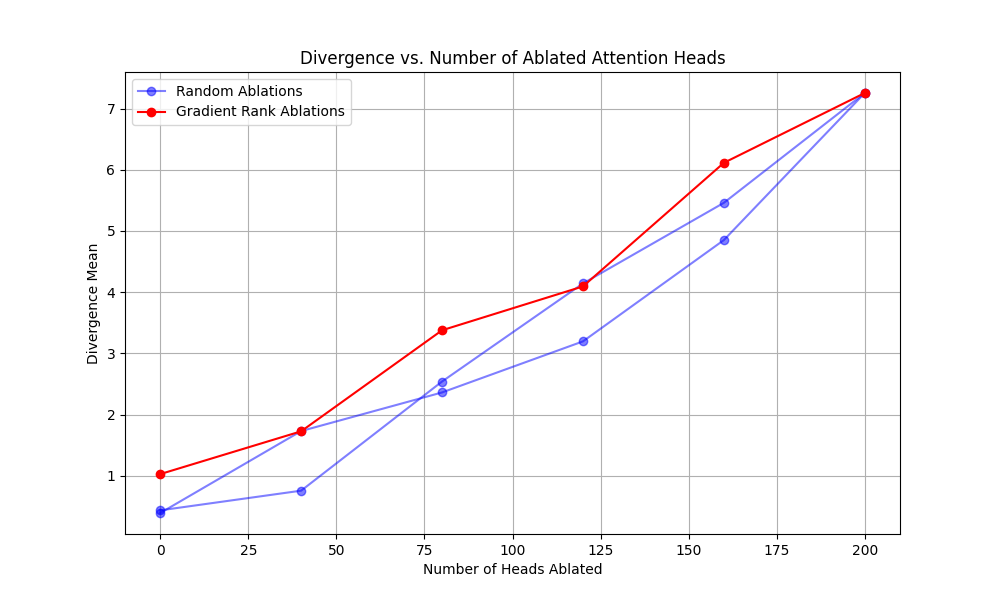 Divergence vs. Number of Ablated Attention Heads
Random Ablations
Gradient Rank Ablations
7
6
5
4
3
2
1
Divergence Mean
0 25 50 75 100 125 150 175 200
Number of Heads Ablated